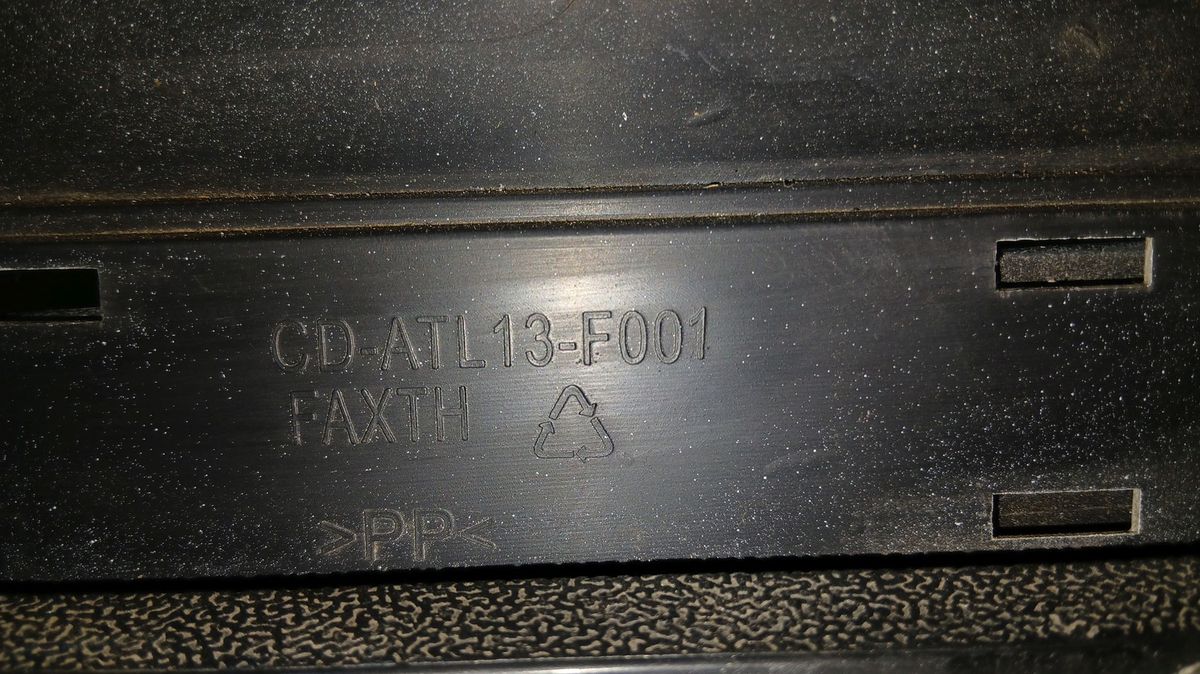 CD-ATL13-F001
FAXTH
>PP<